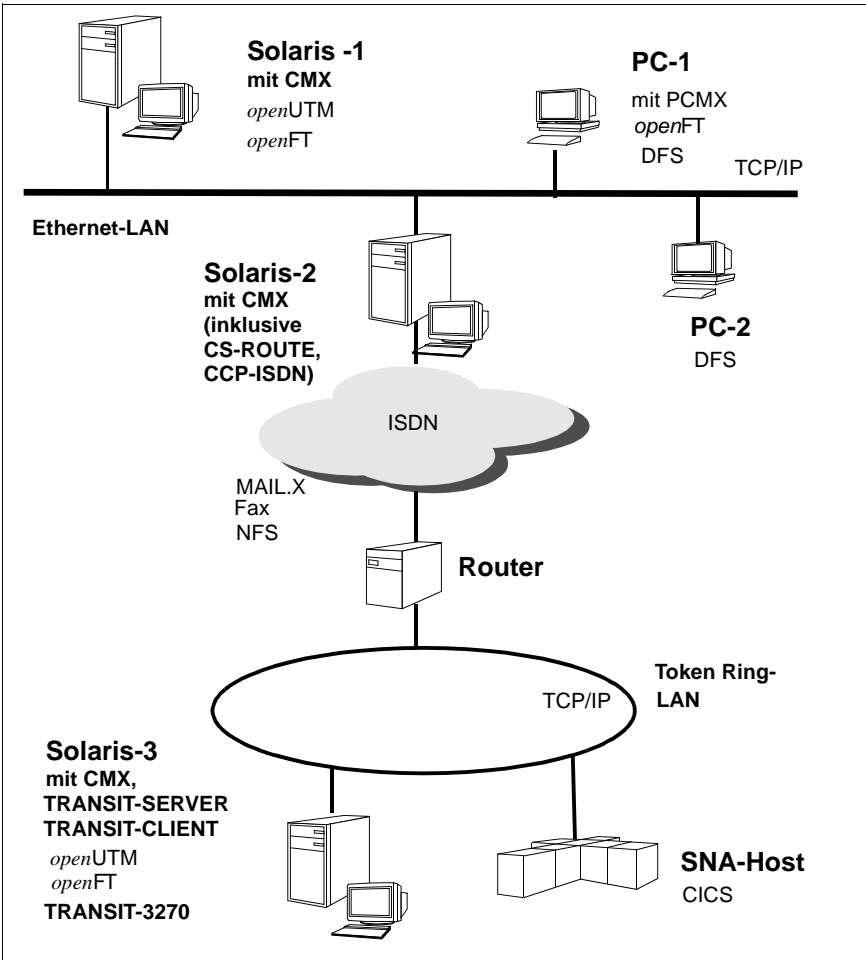 Solaris -1
mit CMX
openUTM
openFT
PC-1
mit PCMX
openFT
DFS
TCP/IP
Ethernet-LAN
Solaris-2
mit CMX
(inklusive
CS-ROUTE,
CCP-ISDN)
PC-2
DFS
ISDN
MAIL.X
Fax
NFS
Router
Token Ring-
LAN
TCP/IP
Solaris-3
mit CMX,
TRANSIT-SERVER
TRANSIT-CLIENT
openUTM
openFT
TRANSIT-3270
SNA-Host
CICS